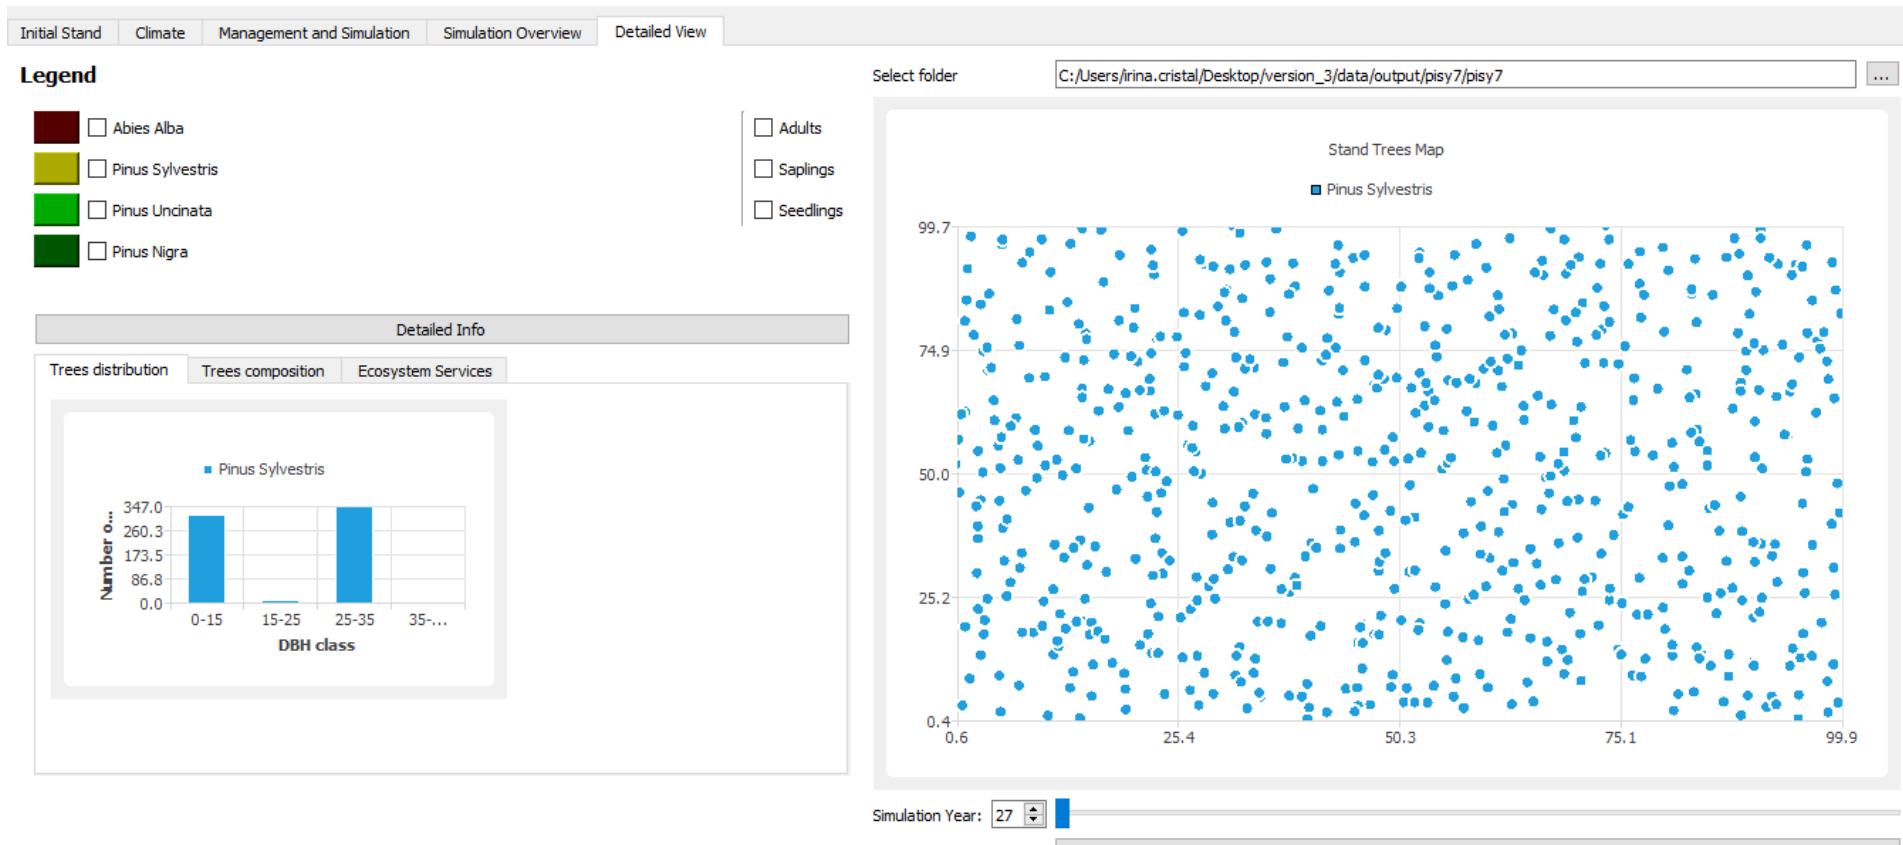 Initial Stand Climate Management and Simulation Simulation Overview Detailed View
Legend
Abies Alba
Pinus Sylvestris
Pinus Uncinata
Pinus Nigra
Adults
Saplings
Seedlings
Detailed Info
Trees distribution Trees composition Ecosystem Services
Pinus Sylvestris
Number o...
347.0
260.3
173.5
86.8
0.0
0-15 15-25 25-35 35-...
DBH class
Select folder C:/Users/irina.cristal/Desktop/version_3/data/output/pisy7/pisy7 ...
Stand Trees Map
Pinus Sylvestris
99.7
74.9
50.0
25.2
0.4
0.6 25.4 50.3 75.1 99.9
Simulation Year: 27